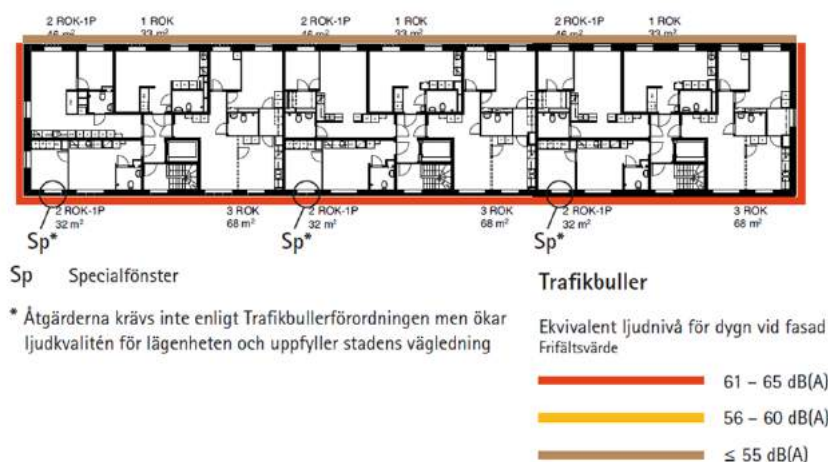 2 ROK-1P 1 ROK 2 ROK-1P 1 ROK 2 ROK-1P 1 ROK
46 m² 33 m² 46 m² 33 m² 46 m² 33 m²
2 ROK-1P 3 ROK 2 ROK-1P 3 ROK 2 ROK-1P 3 ROK
32 m² 68 m² 32 m² 68 m² 32 m² 68 m²
Sp* Sp* Sp*
Sp Specialfönster
* Åtgärderna krävs inte enligt Trafikbullerförordningen men ökar
ljudkvalitén för lägenheten och uppfyller stadens vägledning
Trafikbuller
Ekvivalent ljudnivå för dygn vid fasad
Frifältsvärde
61 – 65 dB(A)
56 – 60 dB(A)
≤ 55 dB(A)